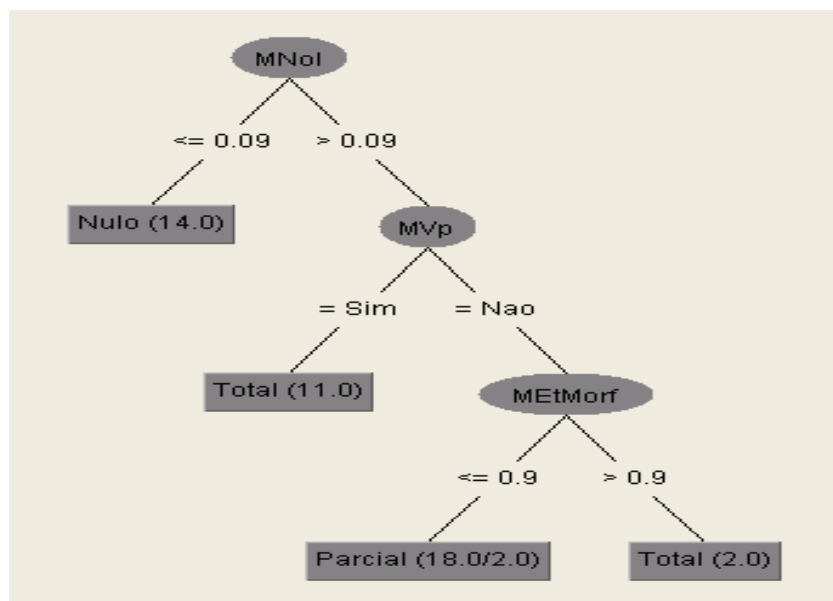 MNol
<= 0.09 > 0.09
Nulo (14.0)
MVp
= Sim = Nao
Total (11.0)
MEtMorf
<= 0.9 > 0.9
Parcial (18.0/2.0) Total (2.0)